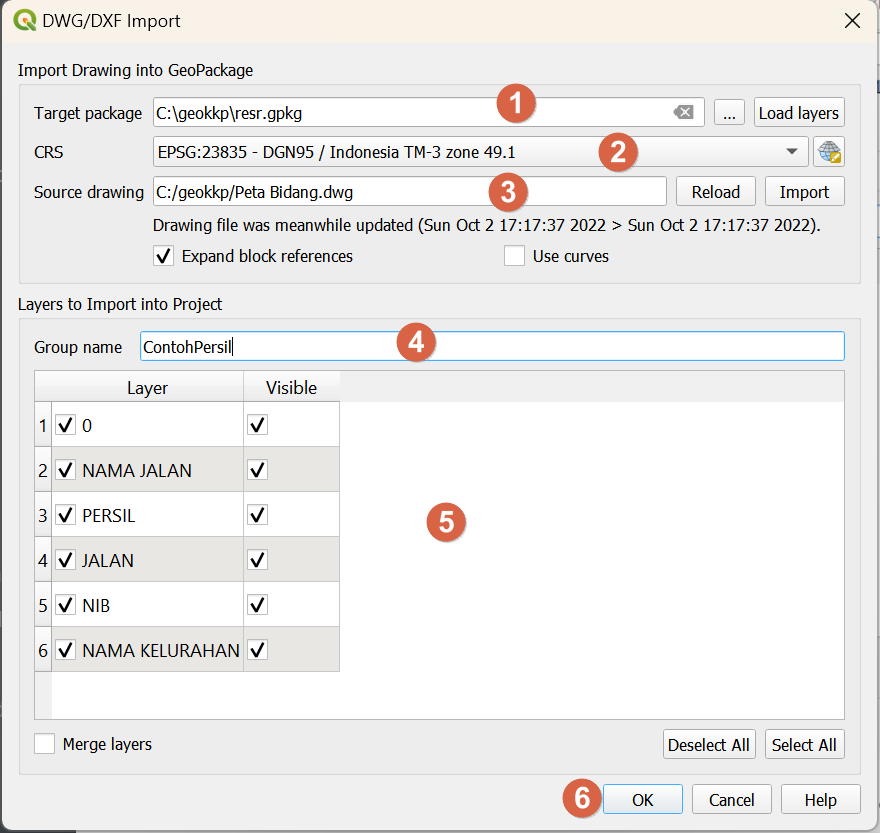 DWG/DXF Import
Import Drawing into GeoPackage
Target package C:\geokkp\resr.gpkg 1 ... Load layers
CRS EPSG:23835 - DGN95 / Indonesia TM-3 zone 49.1 2
Source drawing C:/geokkp/Peta Bidang.dwg 3 Reload Import
Drawing file was meanwhile updated (Sun Oct 2 17:17:37 2022 > Sun Oct 2 17:17:37 2022).
Expand block references Use curves
Layers to Import into Project
Group name ContohPersil 4
Layer Visible
1 0
2 NAMA JALAN
3 PERSIL
5
4 JALAN
5 NIB
6 NAMA KELURAHAN
Merge layers Deselect All Select All
6 OK Cancel Help